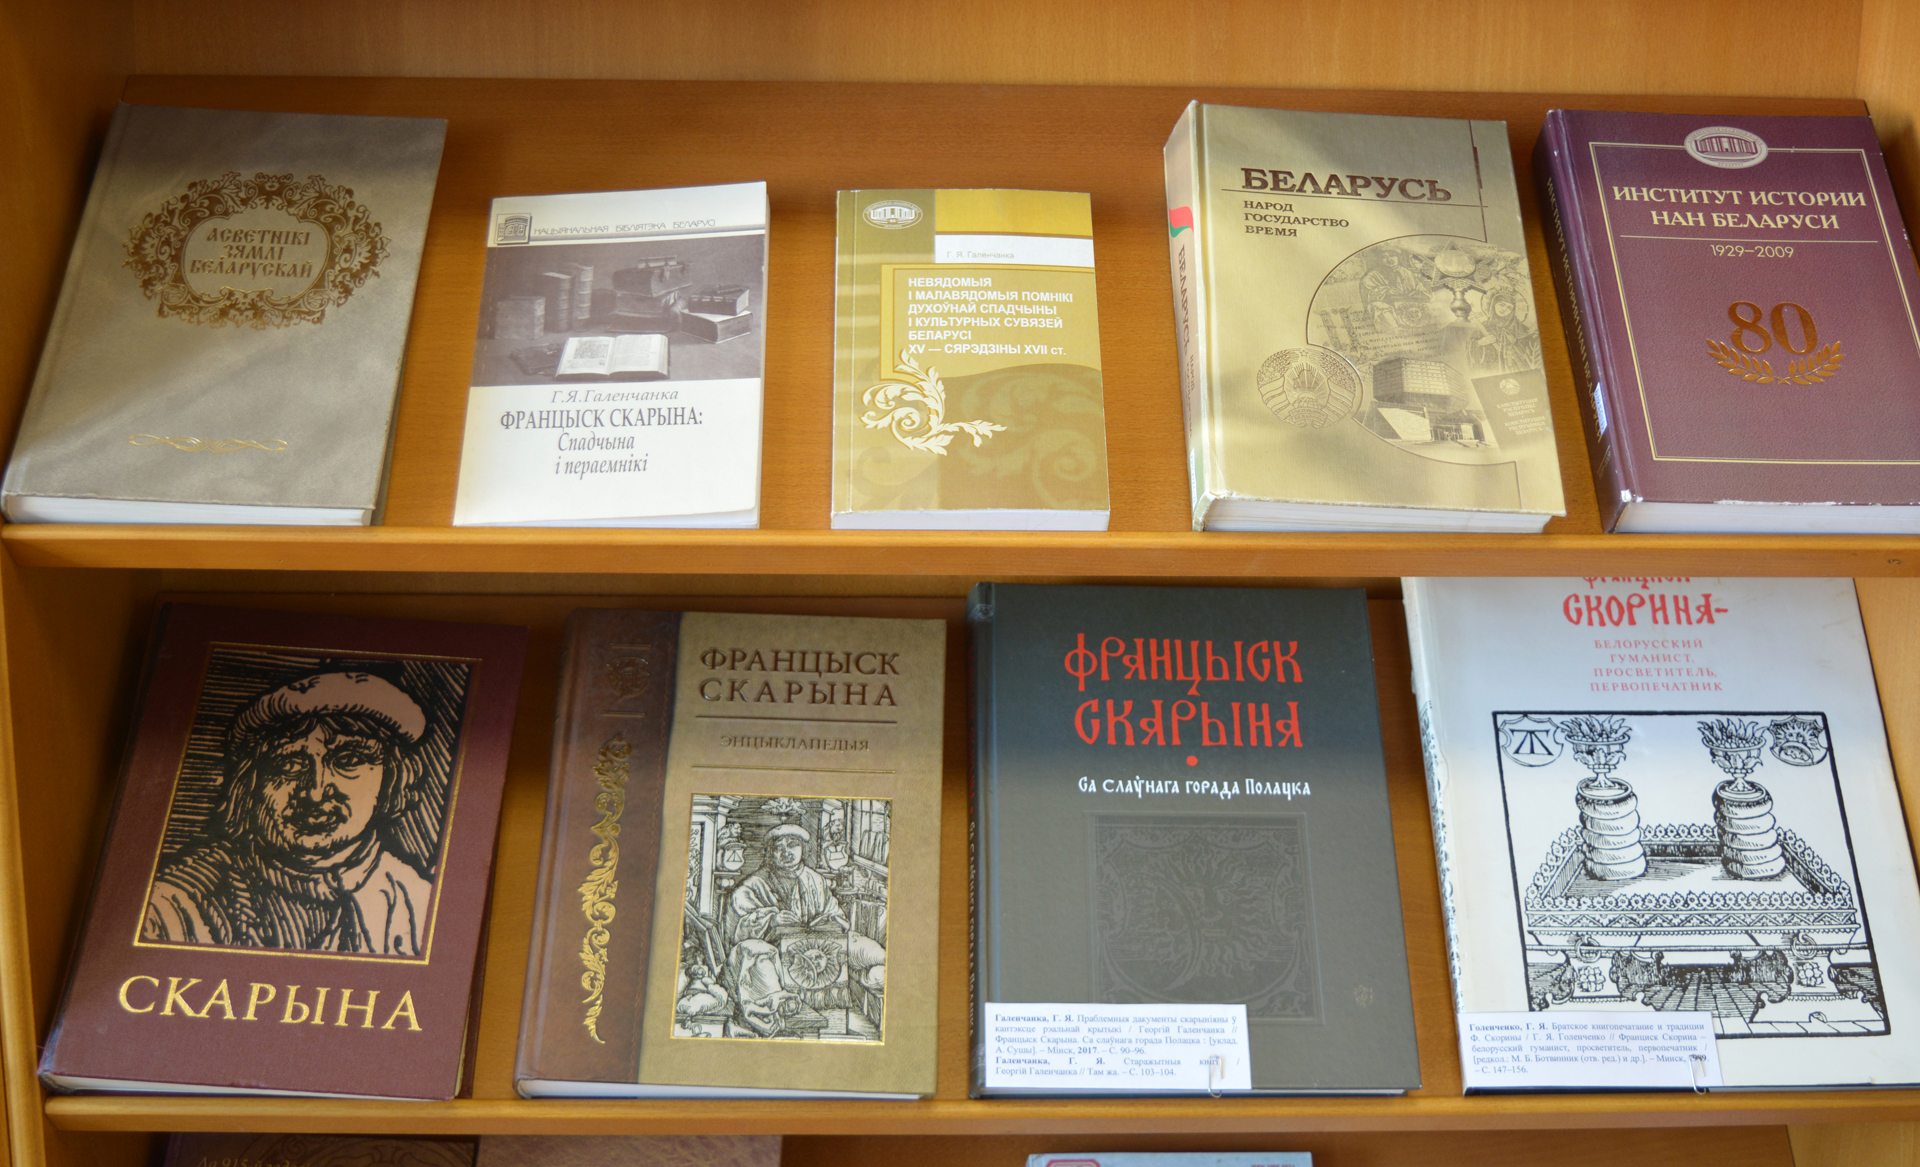 АСВЕТНІКІ
ЗЯМЛІ
БЕЛАРУСКАЙ
НАЦЫЯНАЛЬНАЯ БІБЛІЯТЭКА БЕЛАРУСІ
Г.Я.Галенчанка
ФРАНЦЫСК СКАРЫНА:
Спадчына
і пераемнікі
Г. Я. Галенчанка
НЕВЯДОМЫЯ
І МАЛАВЯДОМЫЯ ПОМНІКІ
ДУХОЎНАЙ СПАДЧЫНЫ
І КУЛЬТУРНЫХ СУВЯЗЕЙ
БЕЛАРУСІ
XV — СЯРЭДЗІНЫ XVII ст.
БЕЛАРУСЬ
БЕЛАРУСЬ
НАРОД
ГОСУДАРСТВО
ВРЕМЯ
ИНСТИТУТ ИСТОРИИ
НАН БЕЛАРУСИ
1929–2009
80
СКАРЫНА
ФРАНЦЫСК
СКАРЫНА
ЭНЦЫКЛАПЕДЫЯ
ФРАНЦЫСК
СКАРЫНА
Са слаўнага горада Полацка
Галенчанка, Г. Я. Праблемныя дакументы скарыніяны ў
кантэксце рэальнай крытыкі / Георгій Галенчанка //
Францыск Скарына. Са слаўнага горада Полацка : [уклад.
А. Сушы]. – Мінск, 2017. – С. 90–96.
Галенчанка, Г. Я. Старажытныя кнігі /
Георгій Галенчанка // Там жа. – С. 103–104.
СКОРИНА-
БЕЛОРУССКИЙ
ГУМАНИСТ,
ПРОСВЕТИТЕЛЬ,
ПЕРВОПЕЧАТНИК
Голенченко, Г. Я. Братское книгопечатание и традиции
Ф. Скорины / Г. Я. Голенченко // Франциск Скорина –
белорусский гуманист, просветитель, первопечатник /
[редкол.: М. Б. Ботвинник (отв. ред.) и др.]. – Минск, 1989.
– С. 147–156.